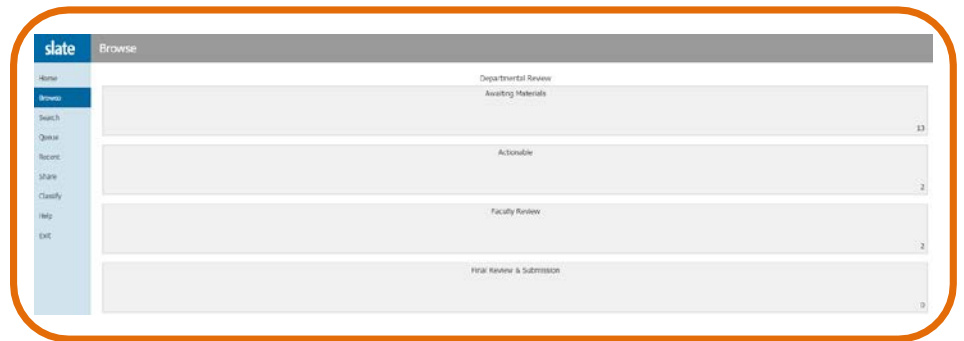 slate
Browse
Home
Browse
Search
Queue
Recent
Share
Classify
Help
Exit
Departmental Review
Awaiting Materials
13
Actionable
2
Faculty Review
2
Final Review & Submission
0